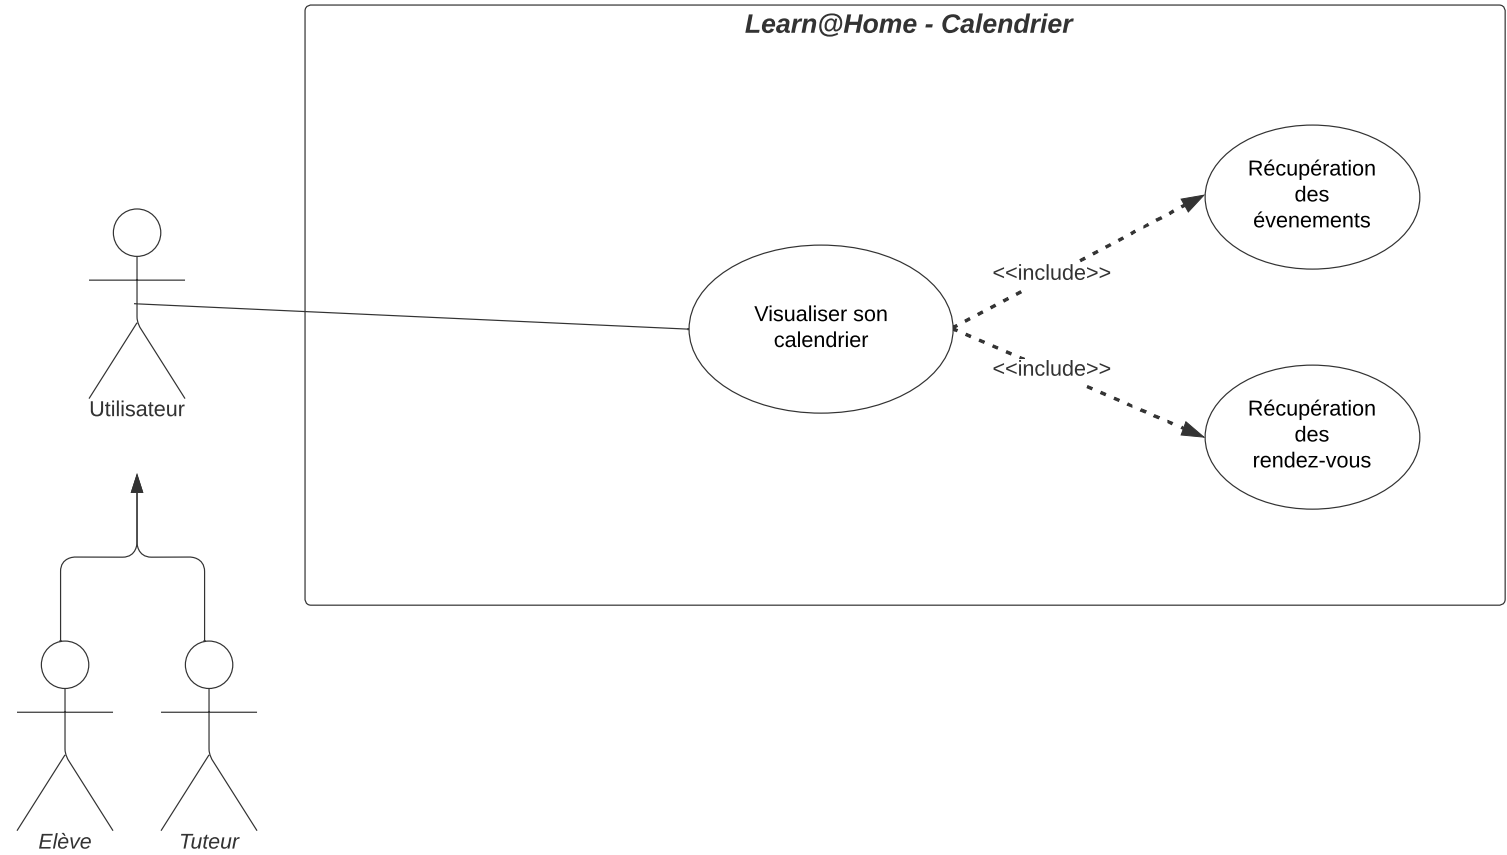 Learn@Home - Calendrier
Récupération
des
évenements
<<include>>
Visualiser son
calendrier
<<include>>
Récupération
des
rendez-vous
Utilisateur
Elève
Tuteur